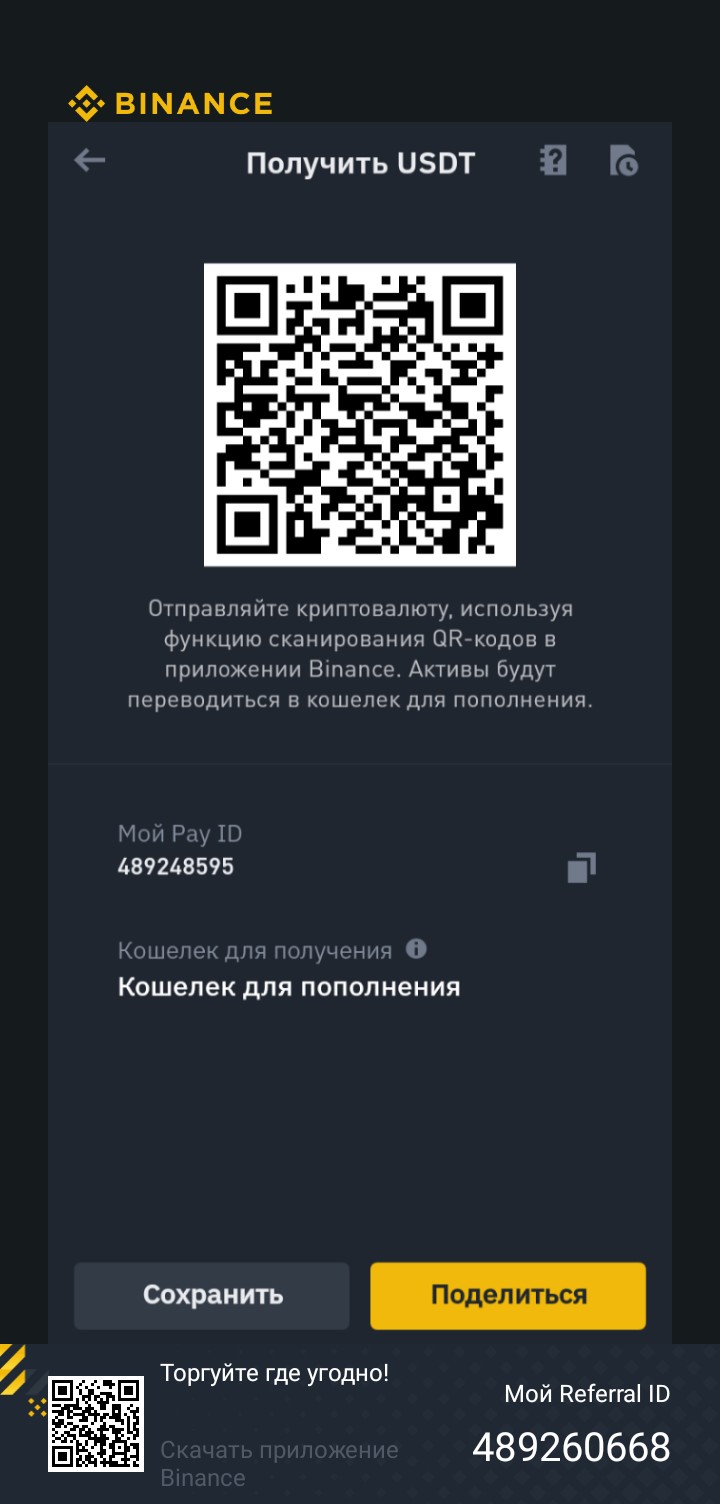 BINANCE
Получить USDT
Отправляйте криптовалюту, используя
функцию сканирования QR-кодов в
приложении Binance. Активы будут
переводиться в кошелек для пополнения.
Мой Pay ID
489248595
Кошелек для получения
Кошелек для пополнения
Сохранить
Поделиться
Торгуйте где угодно!
Скачать приложение
Binance
Мой Referral ID
489260668